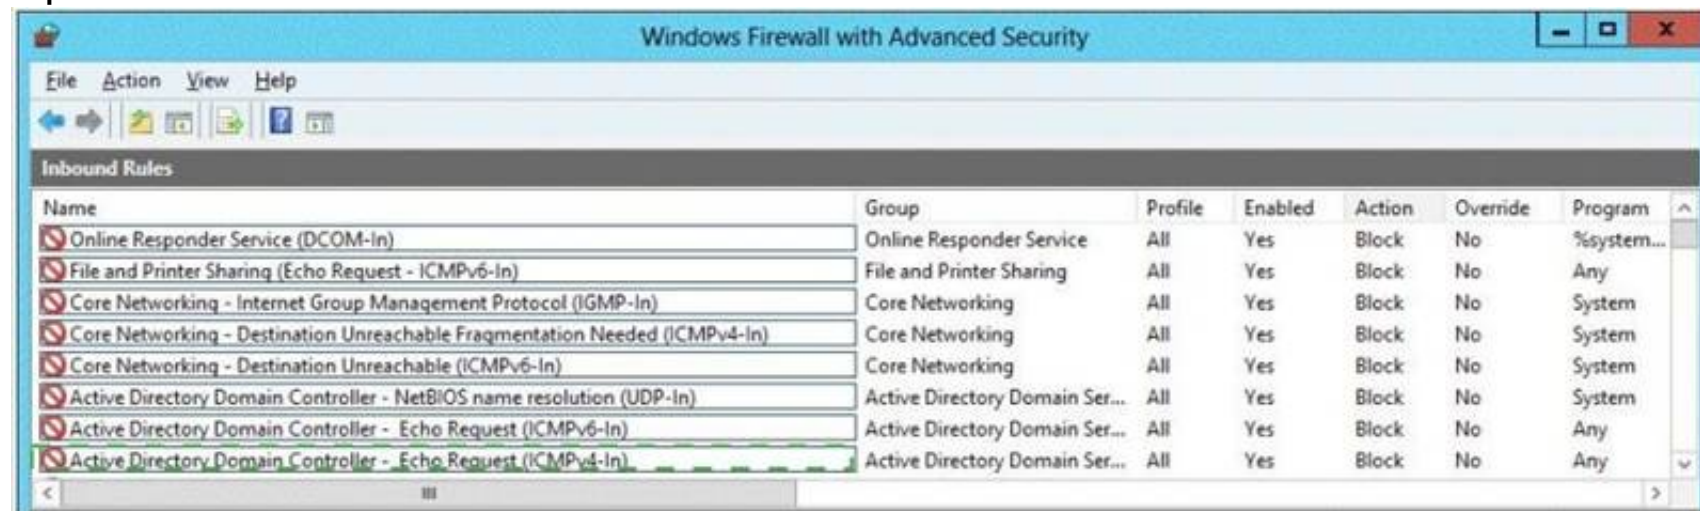 Windows Firewall with Advanced Security
File Action View Help
Inbound Rules
Name Group Profile Enabled Action Override Program
Online Responder Service (DCOM-In) Online Responder Service All Yes Block No %system...
File and Printer Sharing (Echo Request - ICMPv6-In) File and Printer Sharing All Yes Block No Any
Core Networking - Internet Group Management Protocol (IGMP-In) Core Networking All Yes Block No System
Core Networking - Destination Unreachable Fragmentation Needed (ICMPv4-In) Core Networking All Yes Block No System
Core Networking - Destination Unreachable (ICMPv6-In) Core Networking All Yes Block No System
Active Directory Domain Controller - NetBIOS name resolution (UDP-In) Active Directory Domain Ser... All Yes Block No System
Active Directory Domain Controller - Echo Request (ICMPv6-In) Active Directory Domain Ser... All Yes Block No Any
Active Directory Domain Controller - Echo Request (ICMPv4-In) Active Directory Domain Ser... All Yes Block No Any